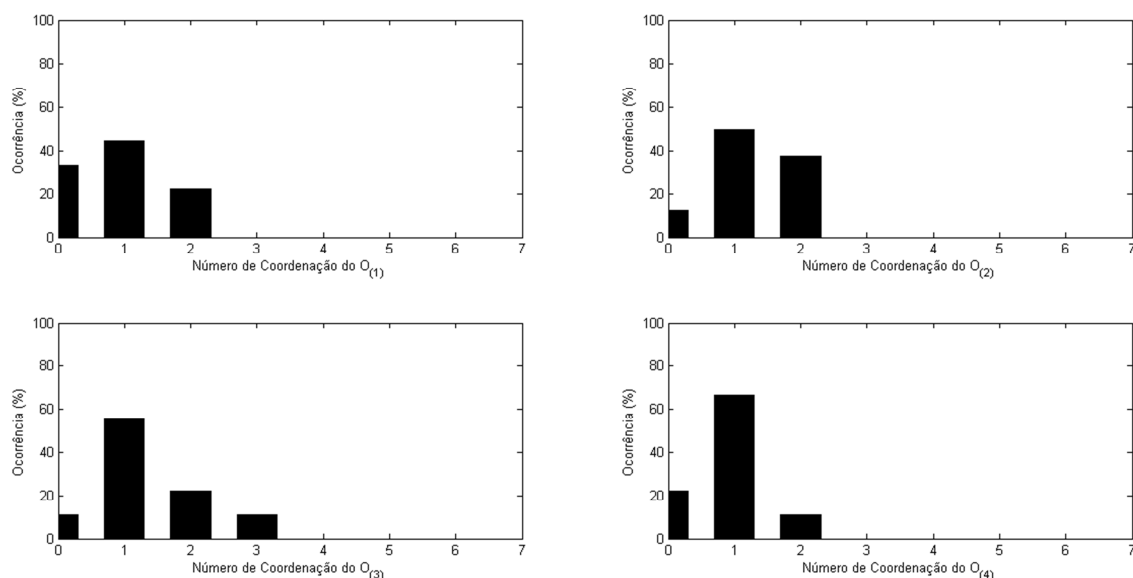 100
80
60
40
20
0
Ocorrência (%)
0 1 2 3 4 5 6 7
Número de Coordenação do O(1)
100
80
60
40
20
0
Ocorrência (%)
0 1 2 3 4 5 6 7
Número de Coordenação do O(2)
100
80
60
40
20
0
Ocorrência (%)
0 1 2 3 4 5 6 7
Número de Coordenação do O(3)
100
80
60
40
20
0
Ocorrência (%)
0 1 2 3 4 5 6 7
Número de Coordenação do O(4)